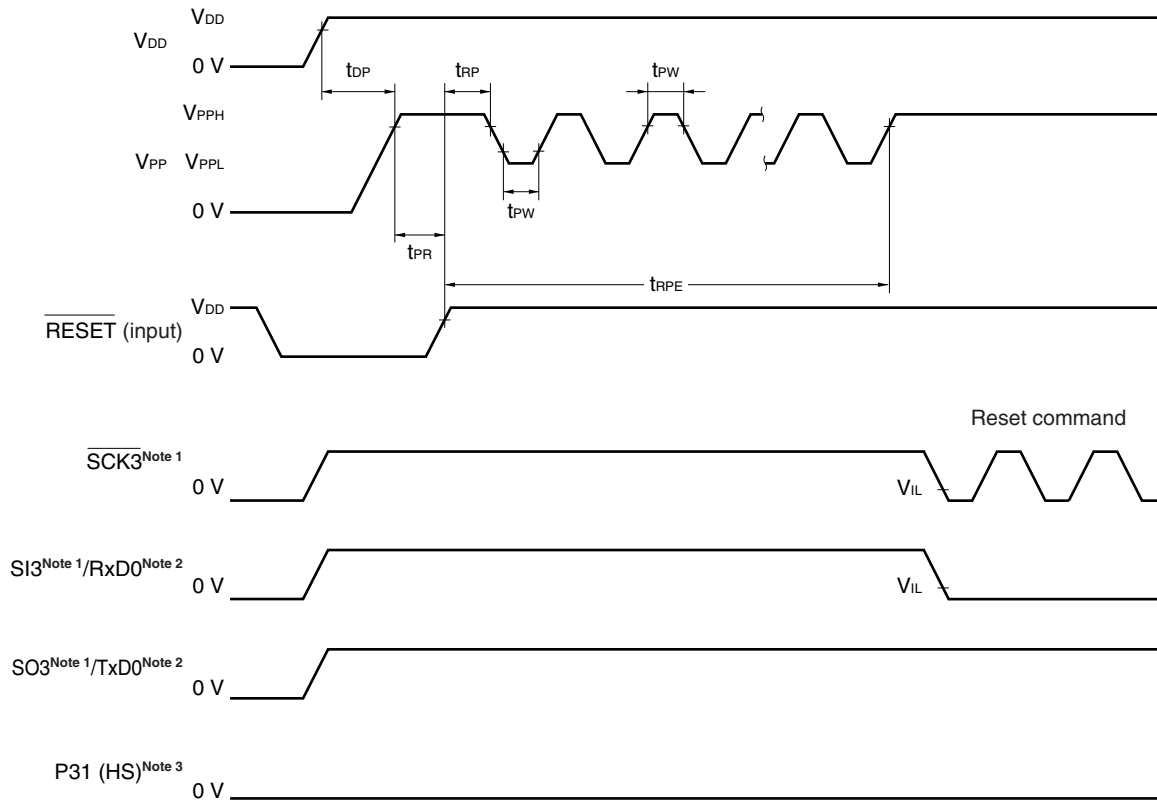 VDD
VDD
0 V
tDP
tRP
tPW
VPPH
VPP VPPL
tPW
0 V
tPR
tRPE
VDD
RESET (input)
0 V
Reset command
SCK3Note 1
0 V
VIL
SI3Note 1/RxD0Note 2
0 V
VIL
SO3Note 1/TxD0Note 2
0 V
P31 (HS)Note 3
0 V